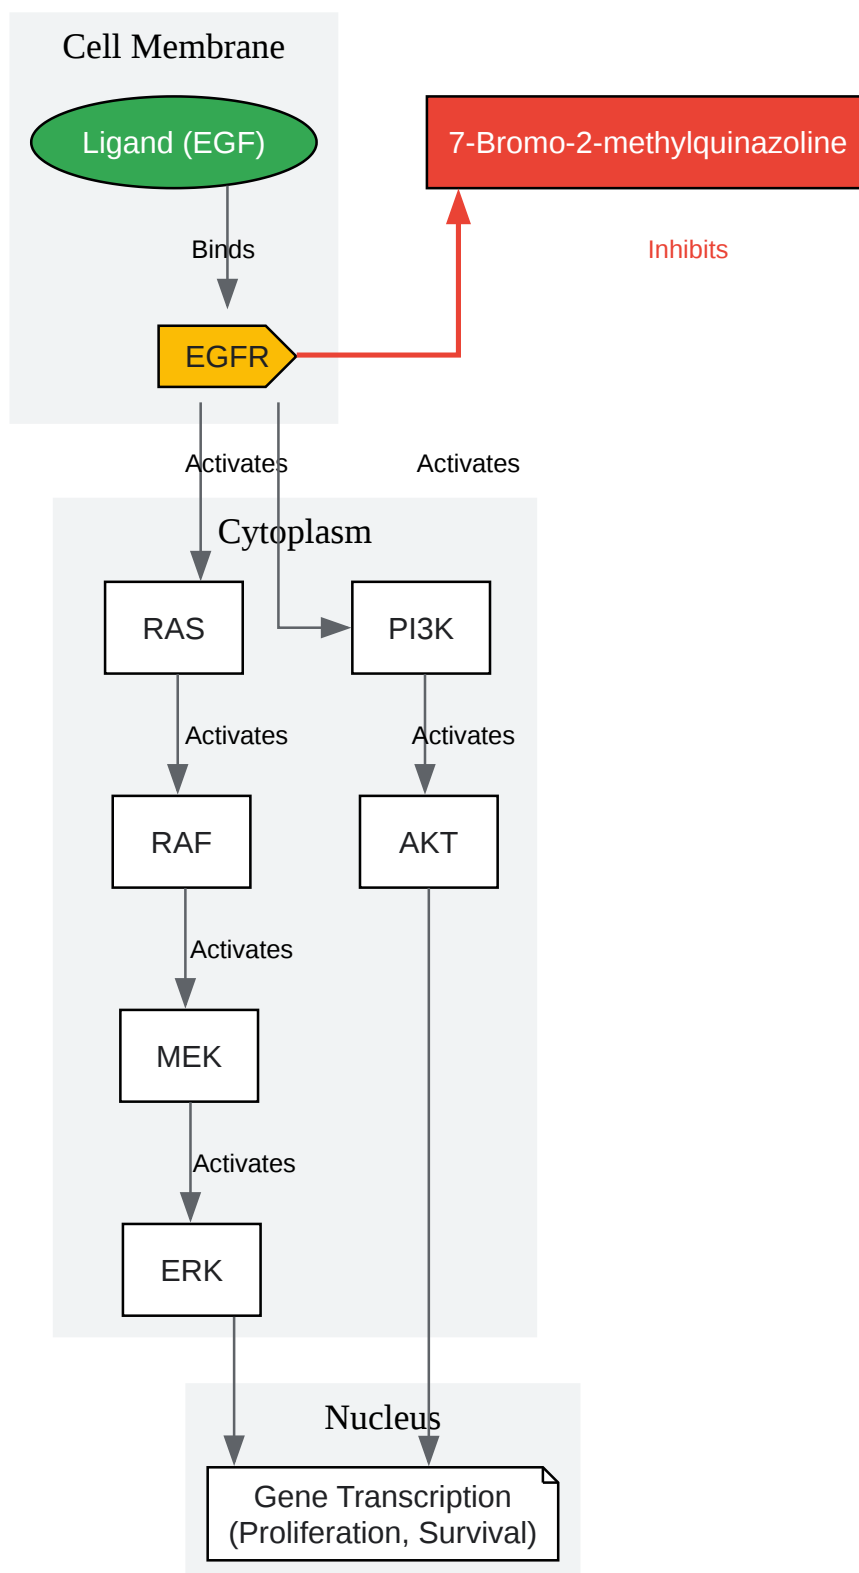 Cell Membrane
Ligand (EGF)
7-Bromo-2-methylquinazoline
Binds
Inhibits
EGFR
Activates
Activates
Cytoplasm
RAS
PI3K
Activates
Activates
RAF
AKT
Activates
MEK
Activates
ERK
Nucleus
Gene Transcription
(Proliferation, Survival)